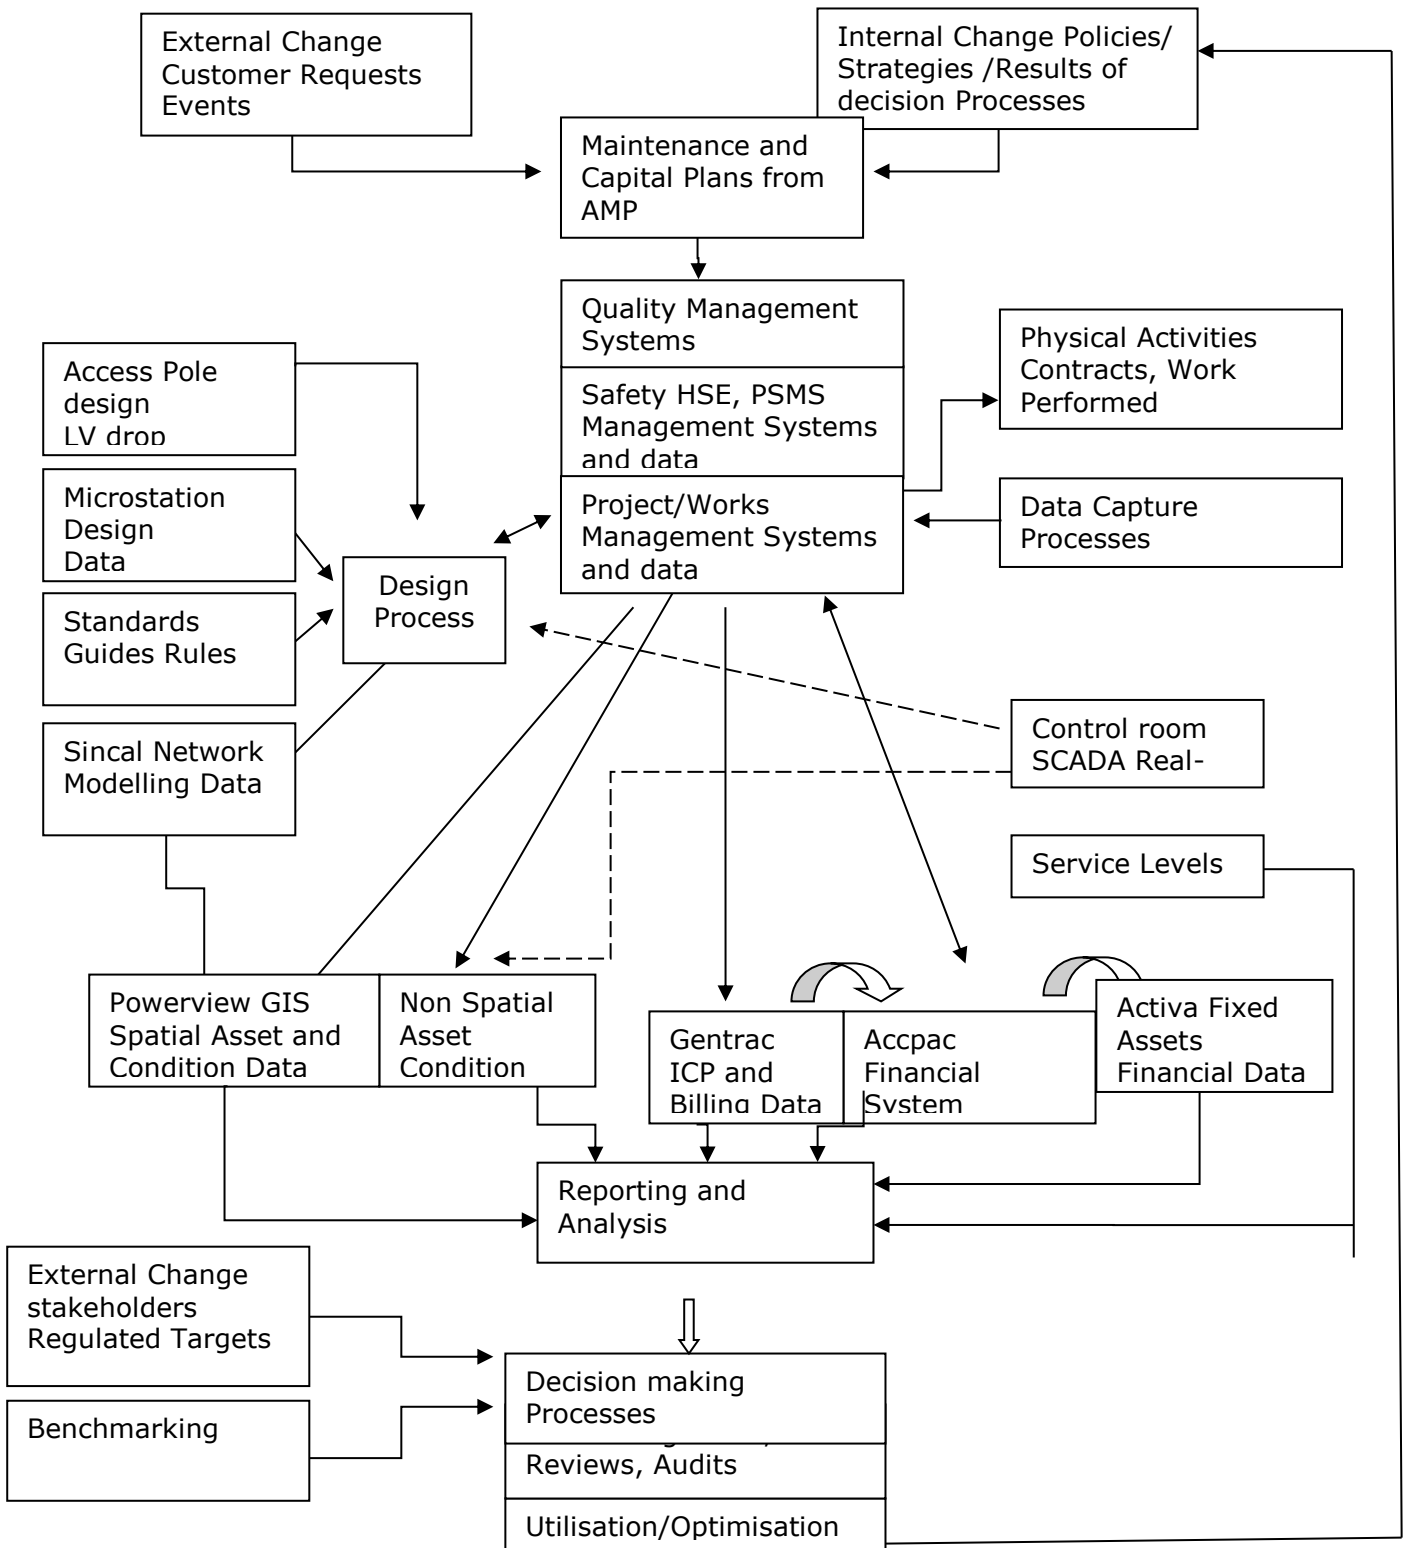 External Change
Customer Requests
Events
Internal Change Policies/
Strategies /Results of
decision Processes
Maintenance and
Capital Plans from
AMP
Quality Management
Systems
Safety HSE, PSMS
Management Systems
and data
Project/Works
Management Systems
and data
Physical Activities
Contracts, Work
Performed
Data Capture
Processes
Access Pole
design
LV drop
Microstation
Design
Data
Standards
Guides Rules
Sincal Network
Modelling Data
Design
Process
Control room
SCADA Real-
Service Levels
Powerview GIS
Spatial Asset and
Condition Data
Non Spatial
Asset
Condition
Gentrac
ICP and
Billing Data
Accpac
Financial
System
Activa Fixed
Assets
Financial Data
Reporting and
Analysis
External Change
stakeholders
Regulated Targets
Benchmarking
Decision making
Processes
Reviews, Audits
Utilisation/Optimisation